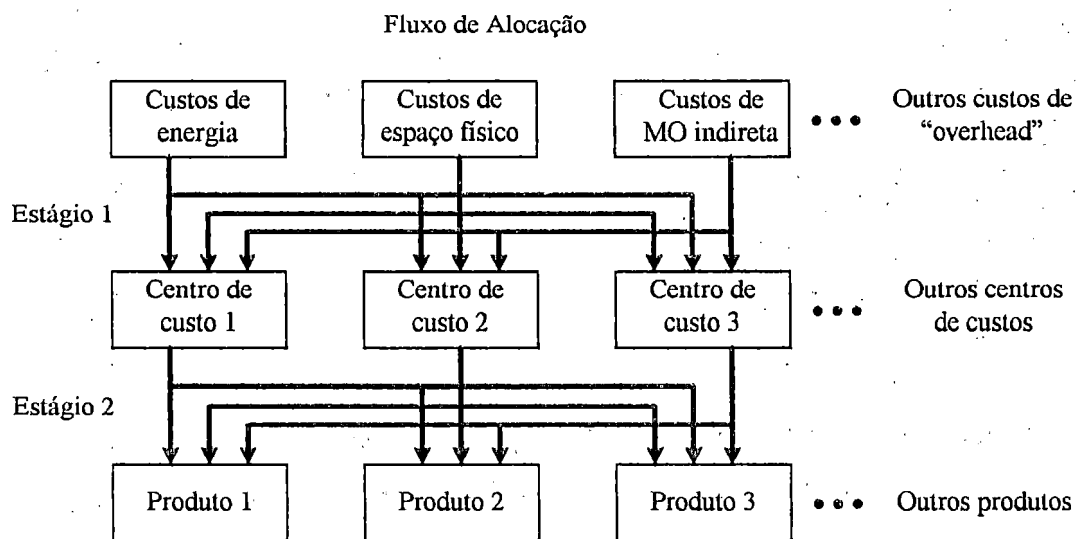 Fluxo de Alocação
Custos de
energia
Custos de
espaço físico
Custos de
MO indireta
Outros custos de
“overhead”
Estágio 1
Centro de
custo 1
Centro de
custo 2
Centro de
custo 3
Outros centros
de custos
Estágio 2
Produto 1
Produto 2
Produto 3
Outros produtos